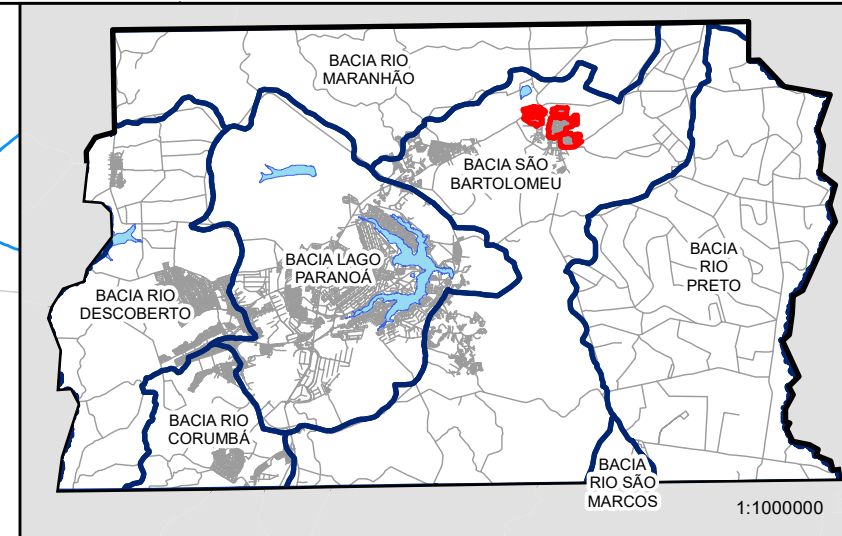 BACIA RIO
MARANHÃO
BACIA SÃO
BARTOLOMEU
BACIA LAGO
PARANOÁ
BACIA
RIO
PRETO
BACIA RIO
DESCOBERTO
BACIA RIO
CORUMBÁ
BACIA
RIO SÃO
MARCOS
1:1000000